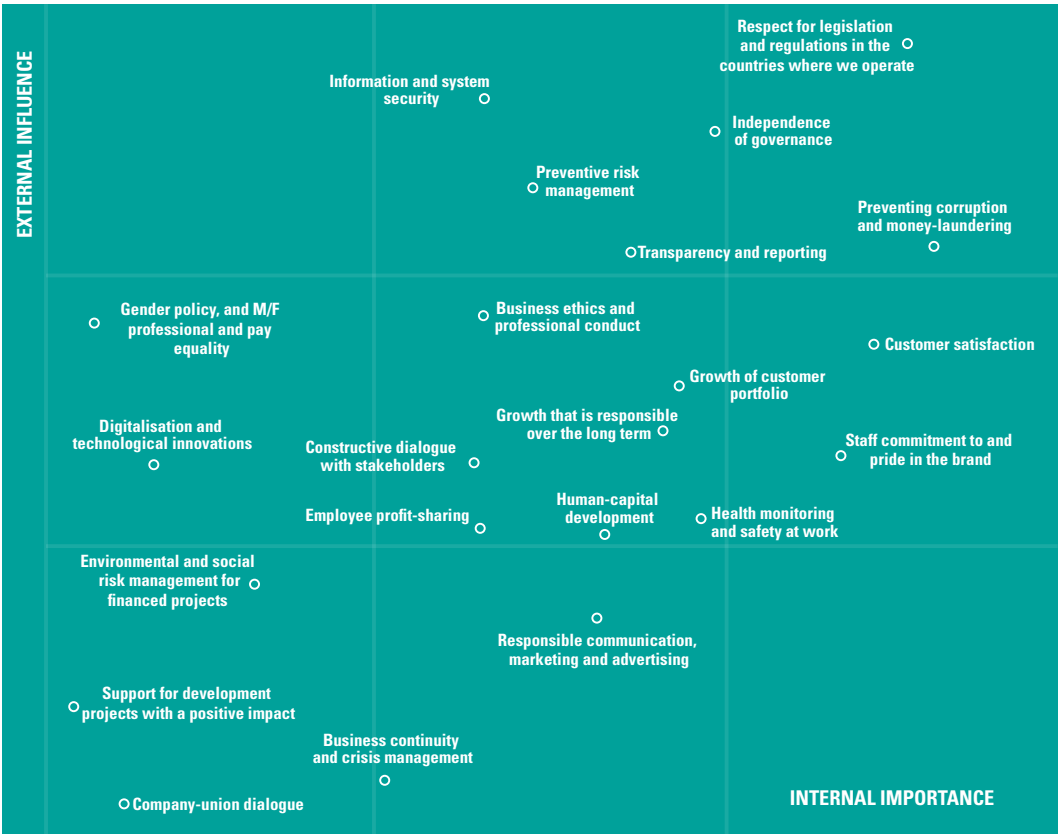 EXTERNAL INFLUENCE
Respect for legislation
and regulations in the
countries where we operate
Information and system
security
Independence
of governance
Preventive risk
management
Preventing corruption
and money-laundering
Transparency and reporting
Gender policy, and M/F
professional and pay
equality
Business ethics and
professional conduct
Customer satisfaction
Growth of customer
portfolio
Digitalisation and
technological innovations
Growth that is responsible
over the long term
Constructive dialogue
with stakeholders
Staff commitment to and
pride in the brand
Employee profit-sharing
Human-capital
development
Health monitoring
and safety at work
Environmental and social
risk management for
financed projects
Responsible communication,
marketing and advertising
Support for development
projects with a positive impact
Business continuity
and crisis management
Company-union dialogue
INTERNAL IMPORTANCE